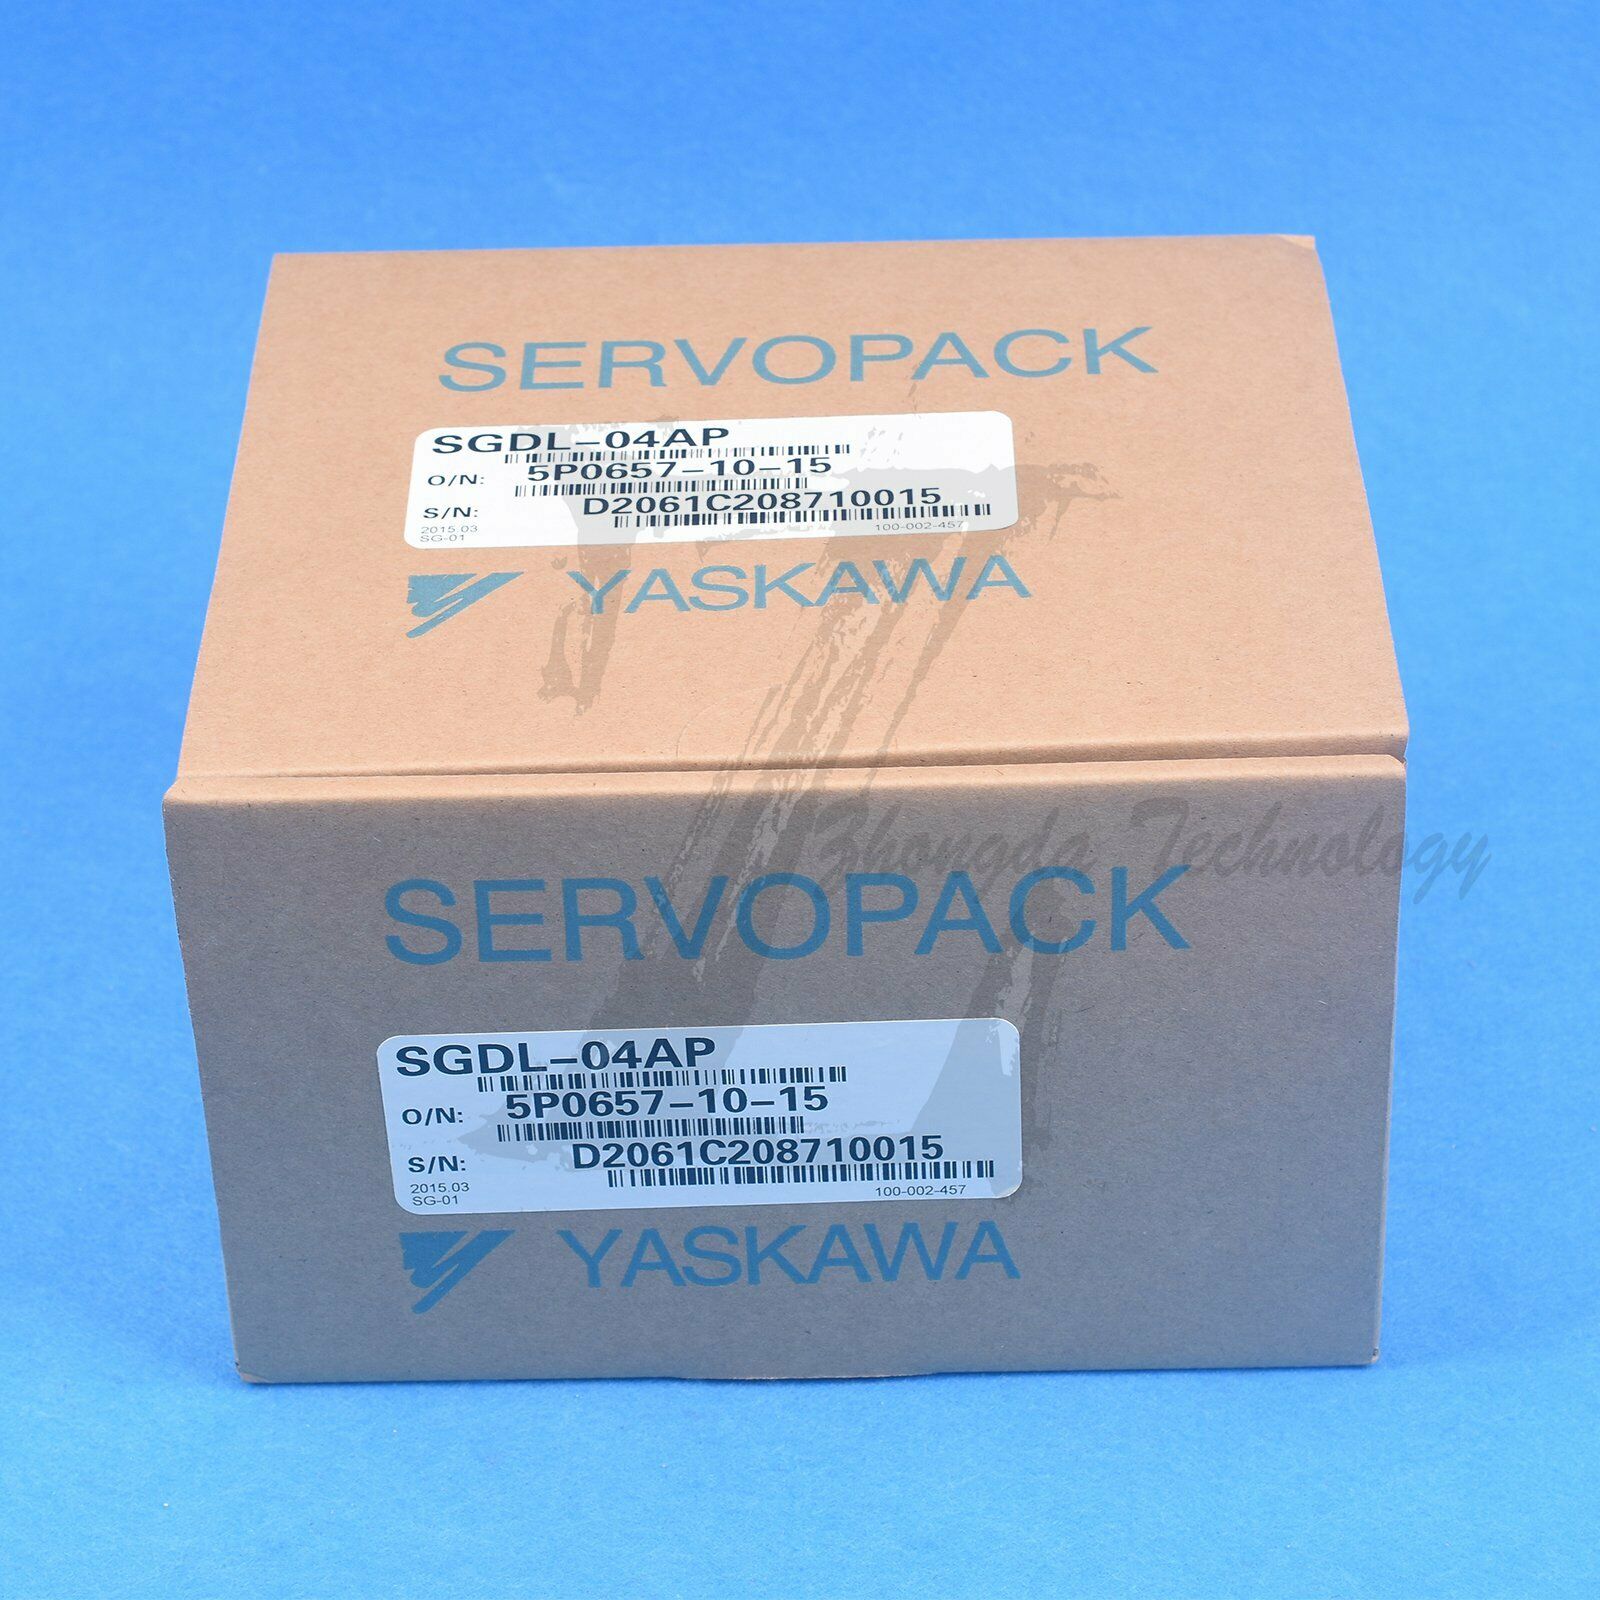 SERVOPACK
SGDL-04AP
O/N: 5P0657-10-15
S/N: D2061C208710015
2015.03
SG-01 100-002-457
YASKAWA
Zhongda Technology
SERVOPACK
SGDL-04AP
O/N: 5P0657-10-15
S/N: D2061C208710015
2015.03
SG-01 100-002-457
YASKAWA